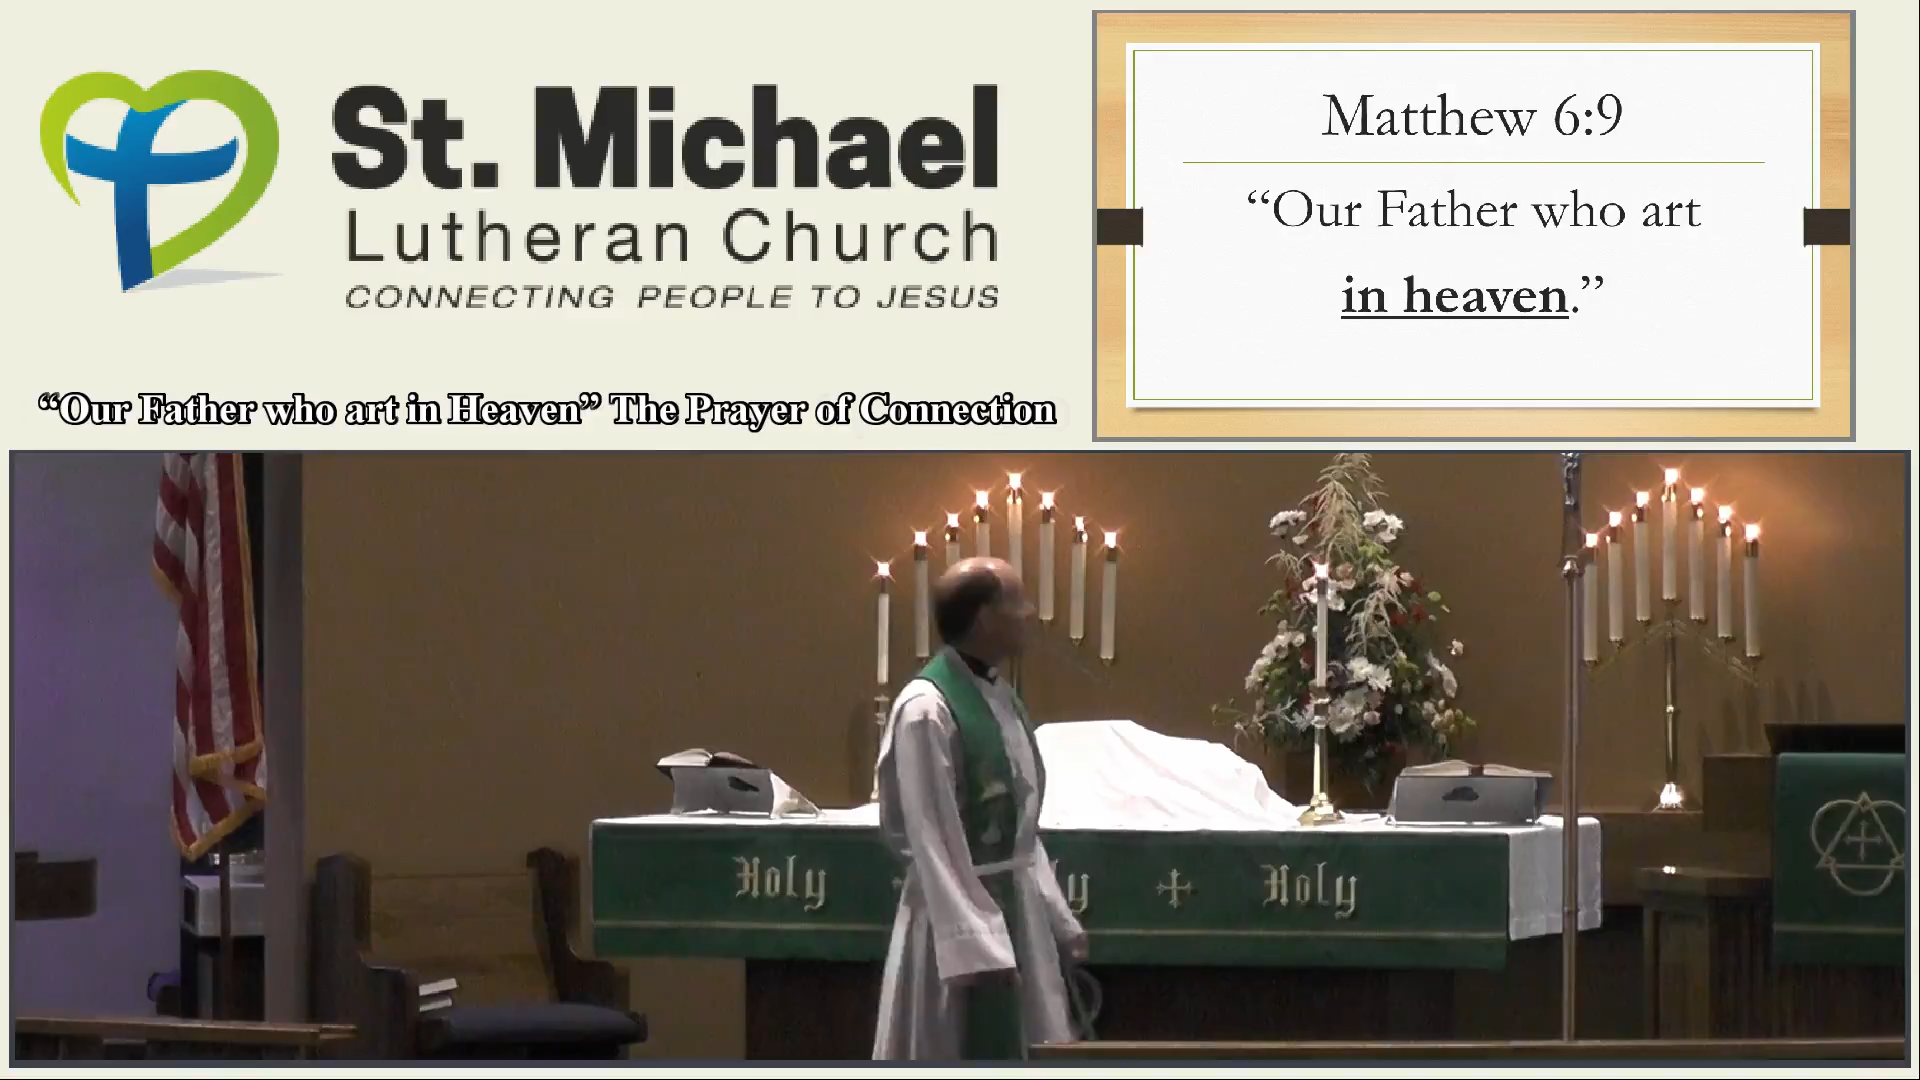 St. Michael
Lutheran Church
CONNECTING PEOPLE TO JESUS
“Our Father who art in Heaven” The Prayer of Connection
Matthew 6:9
“Our Father who art
in heaven.”
Holy ly + Holy